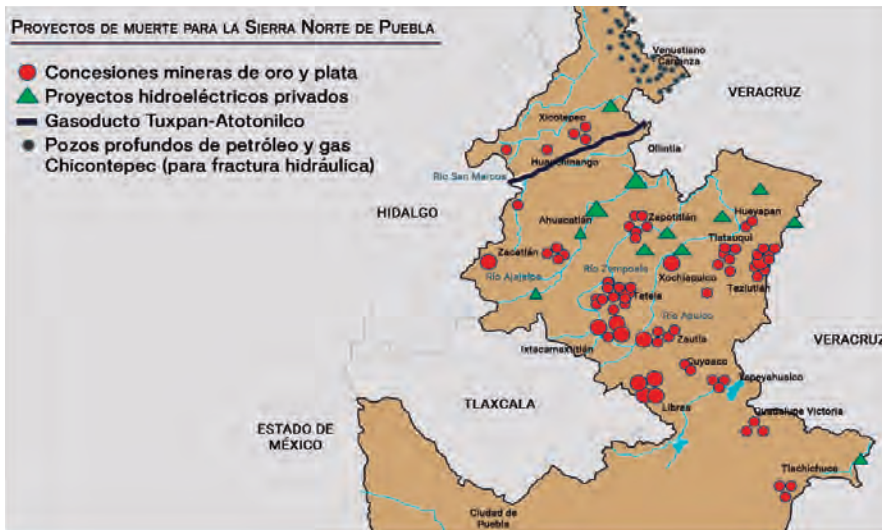 PROYECTOS DE MUERTE PARA LA SIERRA NORTE DE PUEBLA
Concesiones mineras de oro y plata
Proyectos hidroeléctricos privados
Gasoducto Tuxpan-Atotonilco
Pozos profundos de petróleo y gas
Chicontepec (para fractura hidráulica)
Venustiano
Carranza
VERACRUZ
Xicotepec
Huauchinango
Olintla
Río San Marcos
HIDALGO
Ahuacatlán
Zapotitlán
Hueyapan
Tlatauqui
Zacatlán
Río Ajajalpa
Río Zempoala
Xochiapulco
Teziutlán
Tetela
Río Apulco
Ixtacamaxtitlán
Zautla
VERACRUZ
Cuyoaco
Tepeyahualco
TLAXCALA
Libres
Guadalupe Victoria
ESTADO DE
MÉXICO
Tlachichuca
Ciudad de
Puebla